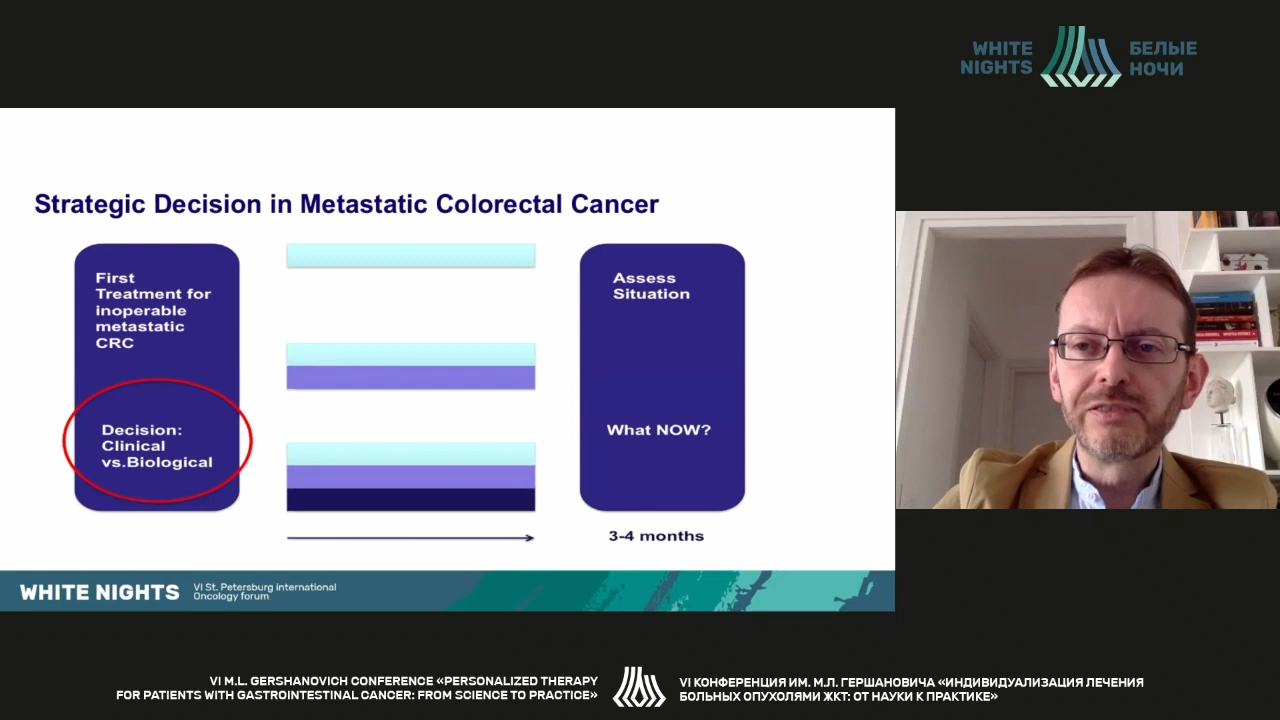 WHITE
NIGHTS
БЕЛЫЕ
НОЧИ
Strategic Decision in Metastatic Colorectal Cancer
First
Treatment for
inoperable
metastatic
CRC
Decision:
Clinical
vs.Biological
Assess
Situation
What NOW?
3-4 months
WHITE NIGHTS
VI St. Petersburg international
Oncology forum
VI M.L. GERSHANOVICH CONFERENCE «PERSONALIZED THERAPY
FOR PATIENTS WITH GASTROINTESTINAL CANCER: FROM SCIENCE TO PRACTICE»
VI КОНФЕРЕНЦИЯ ИМ. М.Л. ГЕРШАНОВИЧА «ИНДИВИДУАЛИЗАЦИЯ ЛЕЧЕНИЯ
БОЛЬНЫХ ОПУХОЛЯМИ ЖКТ: ОТ НАУКИ К ПРАКТИКЕ»